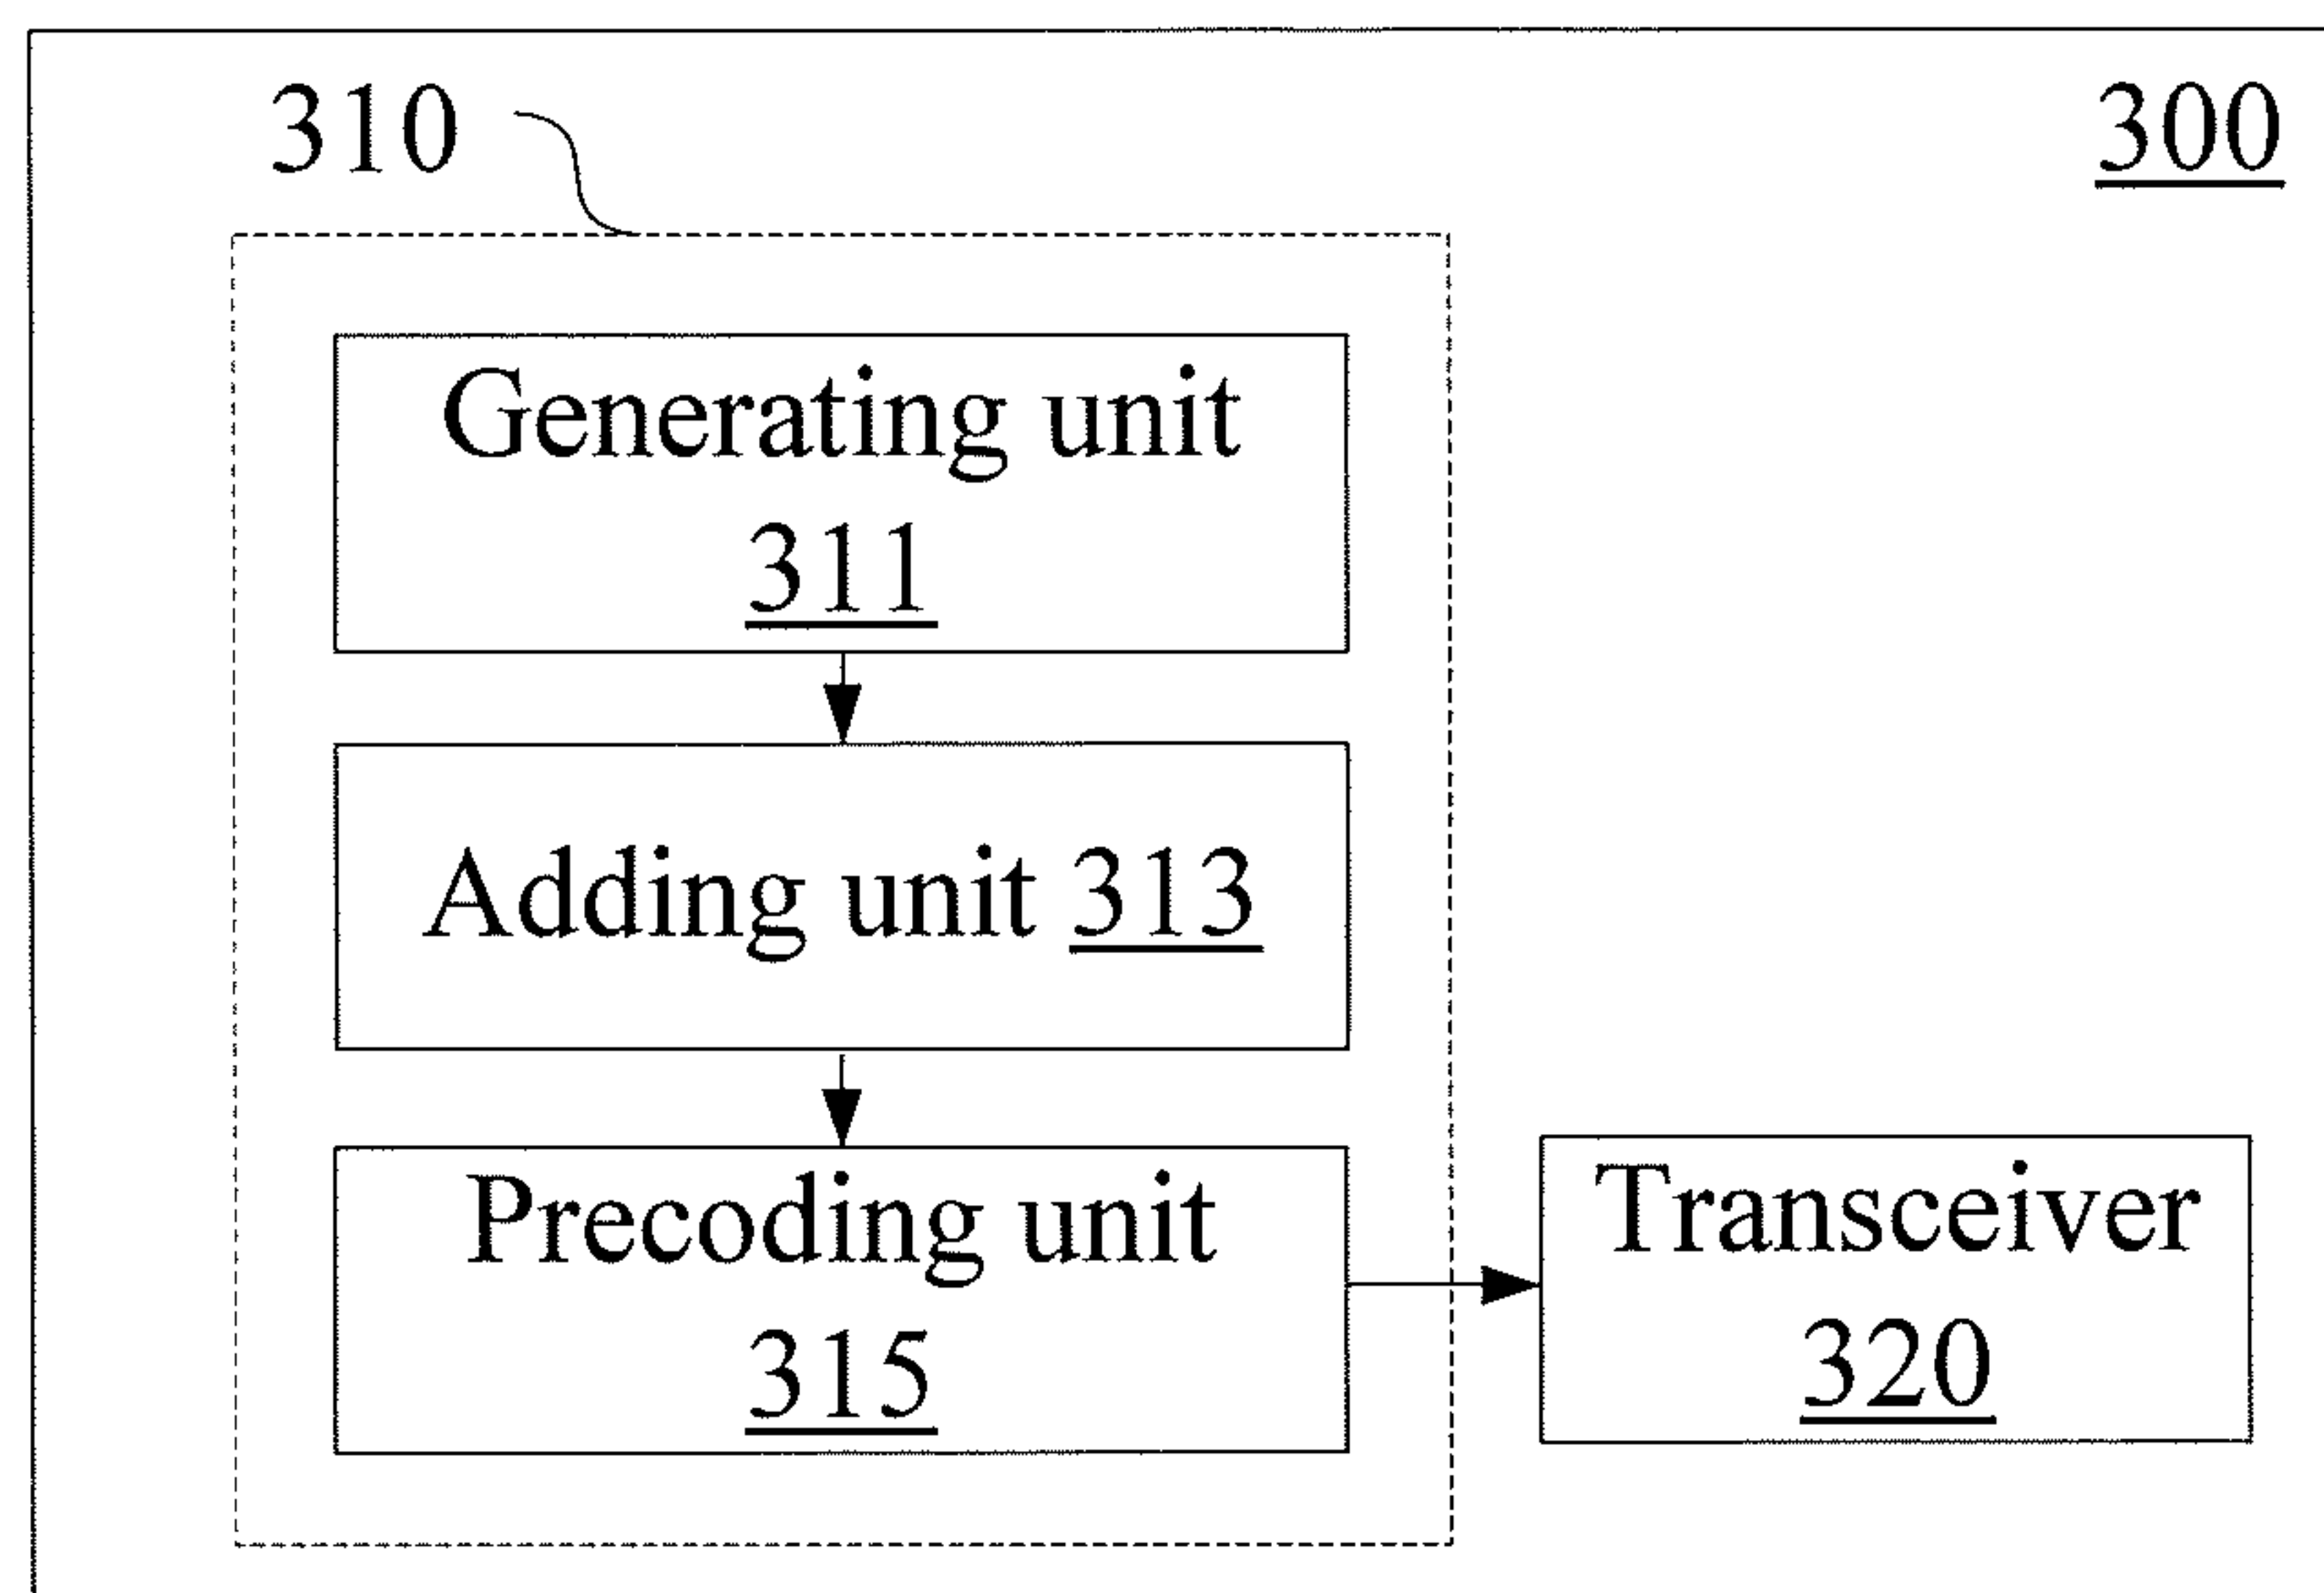 310
300
Generating unit
311
Adding unit 313
Precoding unit
315
Transceiver
320